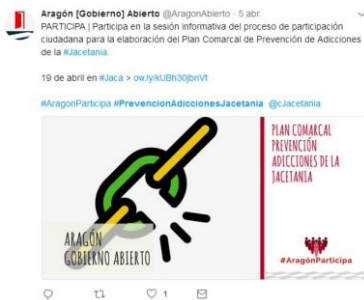 Aragón [Gobierno] Abierto @AragonAbierto · 5 abr.
PARTICIPA | Participa en la sesión informativa del proceso de participación
ciudadana para la elaboración del Plan Comarcal de Prevención de Adicciones
de la #Jacetania.
19 de abril en #Jaca > ow.ly/kUBh30jbnVf
#AragonParticipa #PrevencionAdiccionesJacetania @cJacetania
PLAN COMARCAL
PREVENCIÓN
ADICCIONES DE LA
JACETANIA
ARAGÓN
GOBIERNO ABIERTO
#AragónParticipa
1